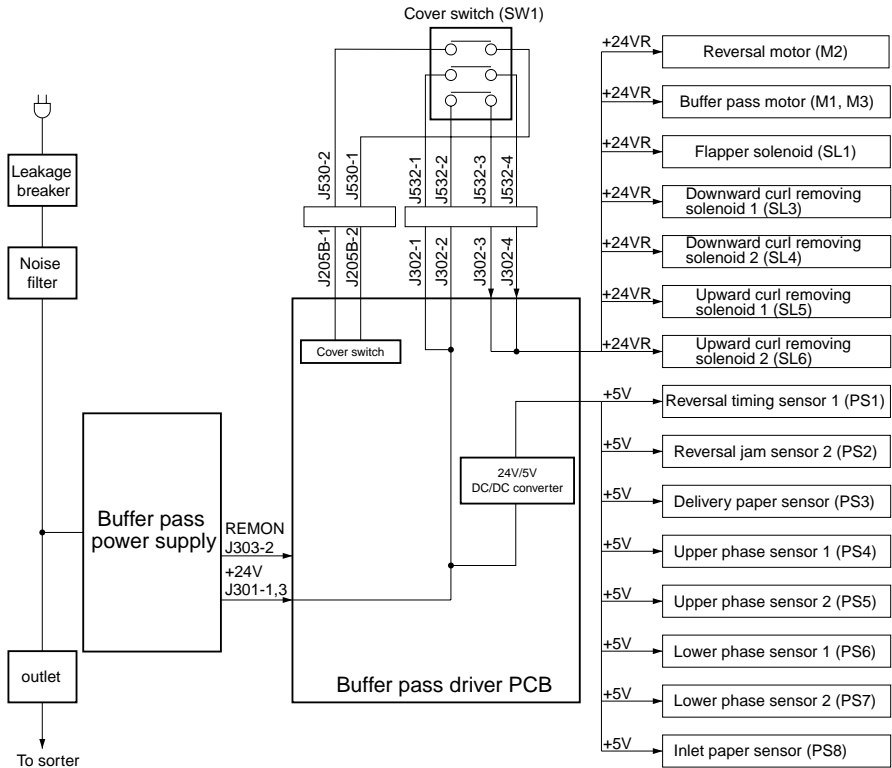 Cover switch (SW1)
Leakage
breaker
Noise
filter
outlet
To sorter
Buffer pass
power supply
REMON
J303-2
+24V
J301-1,3
J530-2
J530-1
J532-1
J532-2
J532-3
J532-4
J205B-1
J205B-2
J302-1
J302-2
J302-3
J302-4
Cover switch
24V/5V
DC/DC converter
Buffer pass driver PCB
+24VR
Reversal motor (M2)
+24VR
Buffer pass motor (M1, M3)
+24VR
Flapper solenoid (SL1)
+24VR
Downward curl removing
solenoid 1 (SL3)
+24VR
Downward curl removing
solenoid 2 (SL4)
+24VR
Upward curl removing
solenoid 1 (SL5)
+24VR
Upward curl removing
solenoid 2 (SL6)
+5V
Reversal timing sensor 1 (PS1)
+5V
Reversal jam sensor 2 (PS2)
+5V
Delivery paper sensor (PS3)
+5V
Upper phase sensor 1 (PS4)
+5V
Upper phase sensor 2 (PS5)
+5V
Lower phase sensor 1 (PS6)
+5V
Lower phase sensor 2 (PS7)
+5V
Inlet paper sensor (PS8)